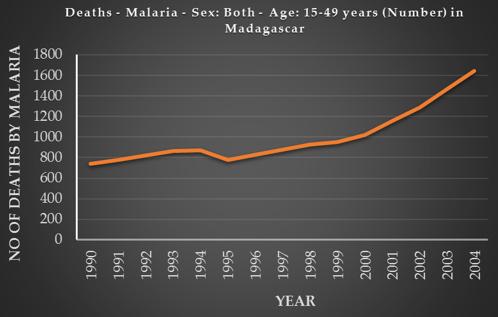 Deaths - Malaria - Sex: Both - Age: 15-49 years (Number) in
Madagascar
NO OF DEATHS BY MALARIA
1800
1600
1400
1200
1000
800
600
400
200
0
1990 1991 1992 1993 1994 1995 1996 1997 1998 1999 2000 2001 2002 2003 2004
YEAR